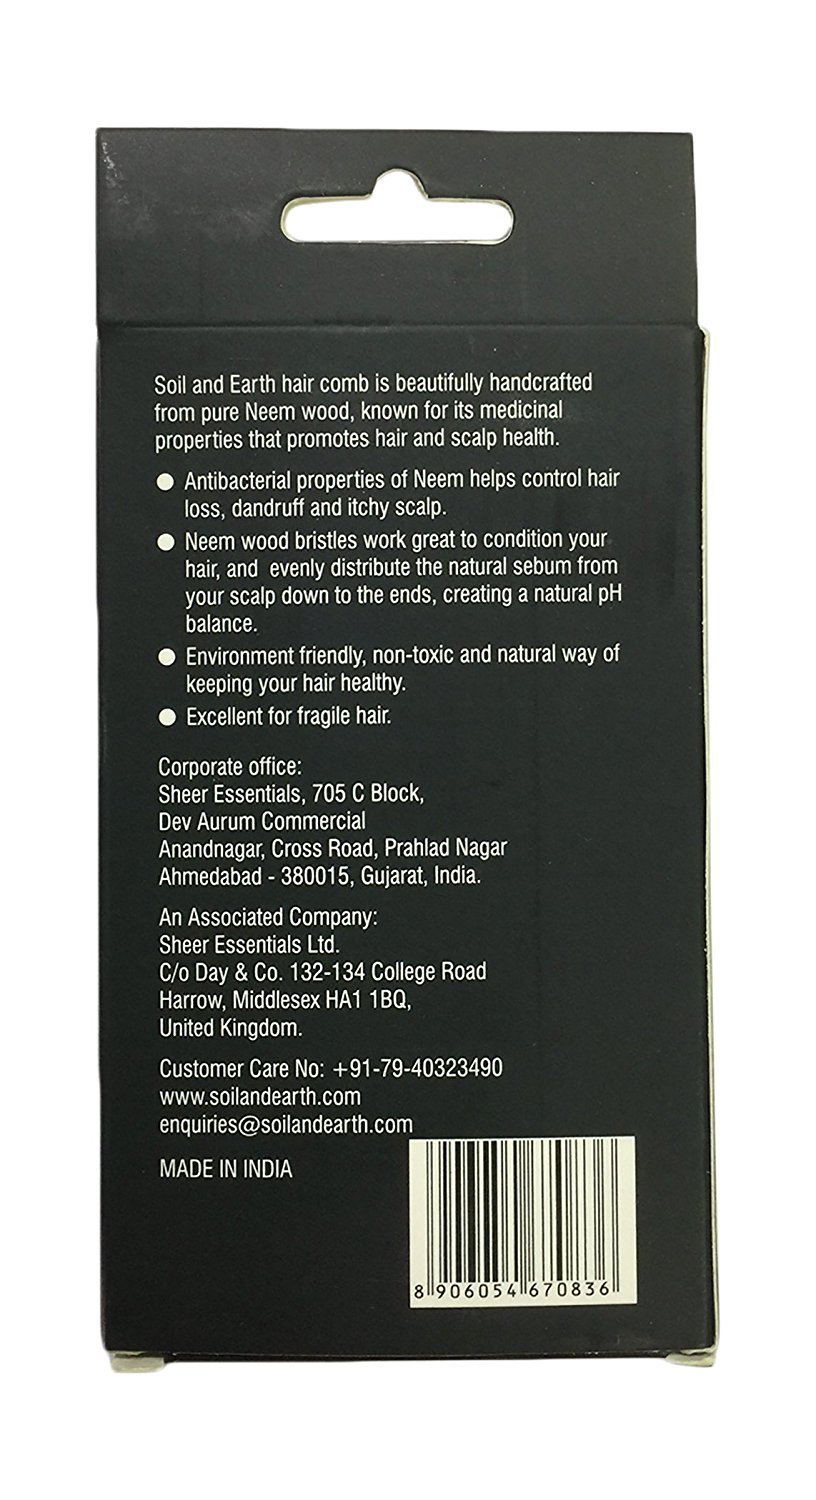 Soil and Earth hair comb is beautifully handcrafted
from pure Neem wood, known for its medicinal
properties that promotes hair and scalp health.
● Antibacterial properties of Neem helps control hair
loss, dandruff and itchy scalp.
● Neem wood bristles work great to condition your
hair, and evenly distribute the natural sebum from
your scalp down to the ends, creating a natural pH
balance.
● Environment friendly, non-toxic and natural way of
keeping your hair healthy.
● Excellent for fragile hair.
Corporate office:
Sheer Essentials, 705 C Block,
Dev Aurum Commercial
Anandnagar, Cross Road, Prahlad Nagar
Ahmedabad - 380015, Gujarat, India.
An Associated Company:
Sheer Essentials Ltd.
C/o Day & Co. 132-134 College Road
Harrow, Middlesex HA1 1BQ,
United Kingdom.
Customer Care No: +91-79-40323490
www.soilandearth.com
enquiries@soilandearth.com
MADE IN INDIA
8 906054 670836